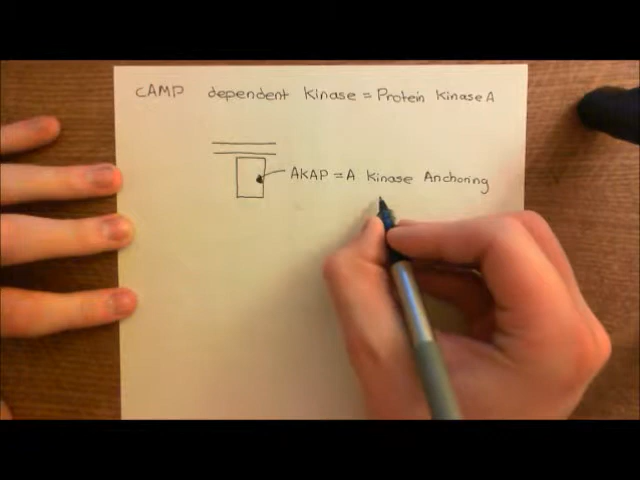 cAMP dependent Kinase = Protein Kinase A
AKAP = A Kinase Anchoring